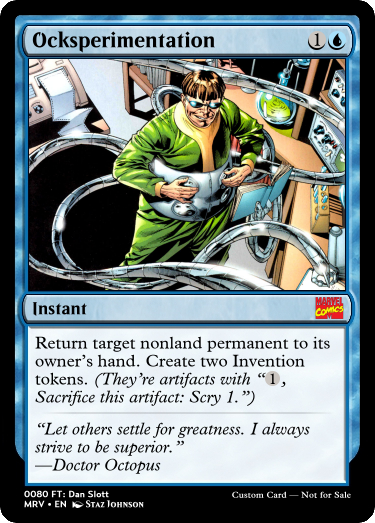 Ocksperimentation 1
Instant
MARVEL
COMICS
Return target nonland permanent to its
owner's hand. Create two Invention
tokens. (They're artifacts with “1,
Sacrifice this artifact: Scry 1.”)
“Let others settle for greatness. I always
strive to be superior.”
—Doctor Octopus
0080 FT: Dan Slott
MRV • EN Staz Johnson
Custom Card — Not for Sale